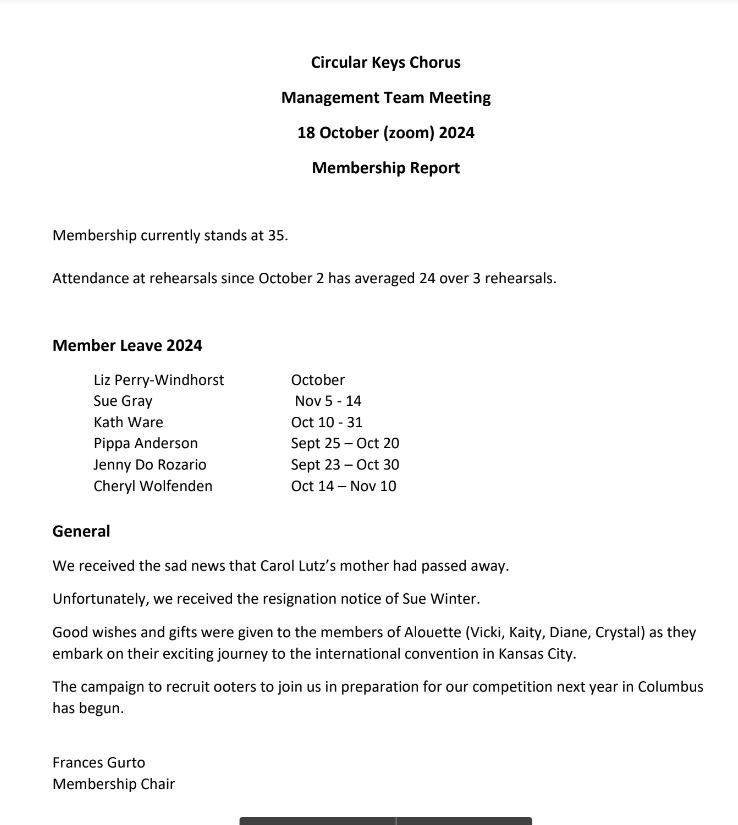 Circular Keys Chorus
Management Team Meeting
18 October (zoom) 2024
Membership Report
Membership currently stands at 35.
Attendance at rehearsals since October 2 has averaged 24 over 3 rehearsals.
Member Leave 2024
Liz Perry-Windhorst October
Sue Gray Nov 5 - 14
Kath Ware Oct 10 - 31
Pippa Anderson Sept 25 – Oct 20
Jenny Do Rozario Sept 23 – Oct 30
Cheryl Wolfenden Oct 14 – Nov 10
General
We received the sad news that Carol Lutz’s mother had passed away.
Unfortunately, we received the resignation notice of Sue Winter.
Good wishes and gifts were given to the members of Alouette (Vicki, Kaity, Diane, Crystal) as they
embark on their exciting journey to the international convention in Kansas City.
The campaign to recruit ooters to join us in preparation for our competition next year in Columbus
has begun.
Frances Gurto
Membership Chair